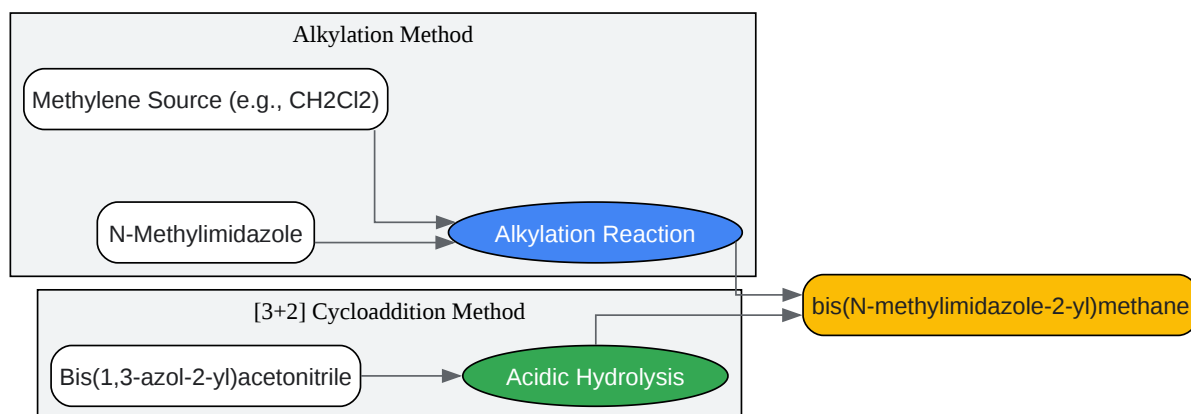 Alkylation Method
Methylene Source (e.g., CH2Cl2)
N-Methylimidazole
Alkylation Reaction
[3+2] Cycloaddition Method
Bis(1,3-azol-2-yl)acetonitrile
Acidic Hydrolysis
bis(N-methylimidazole-2-yl)methane